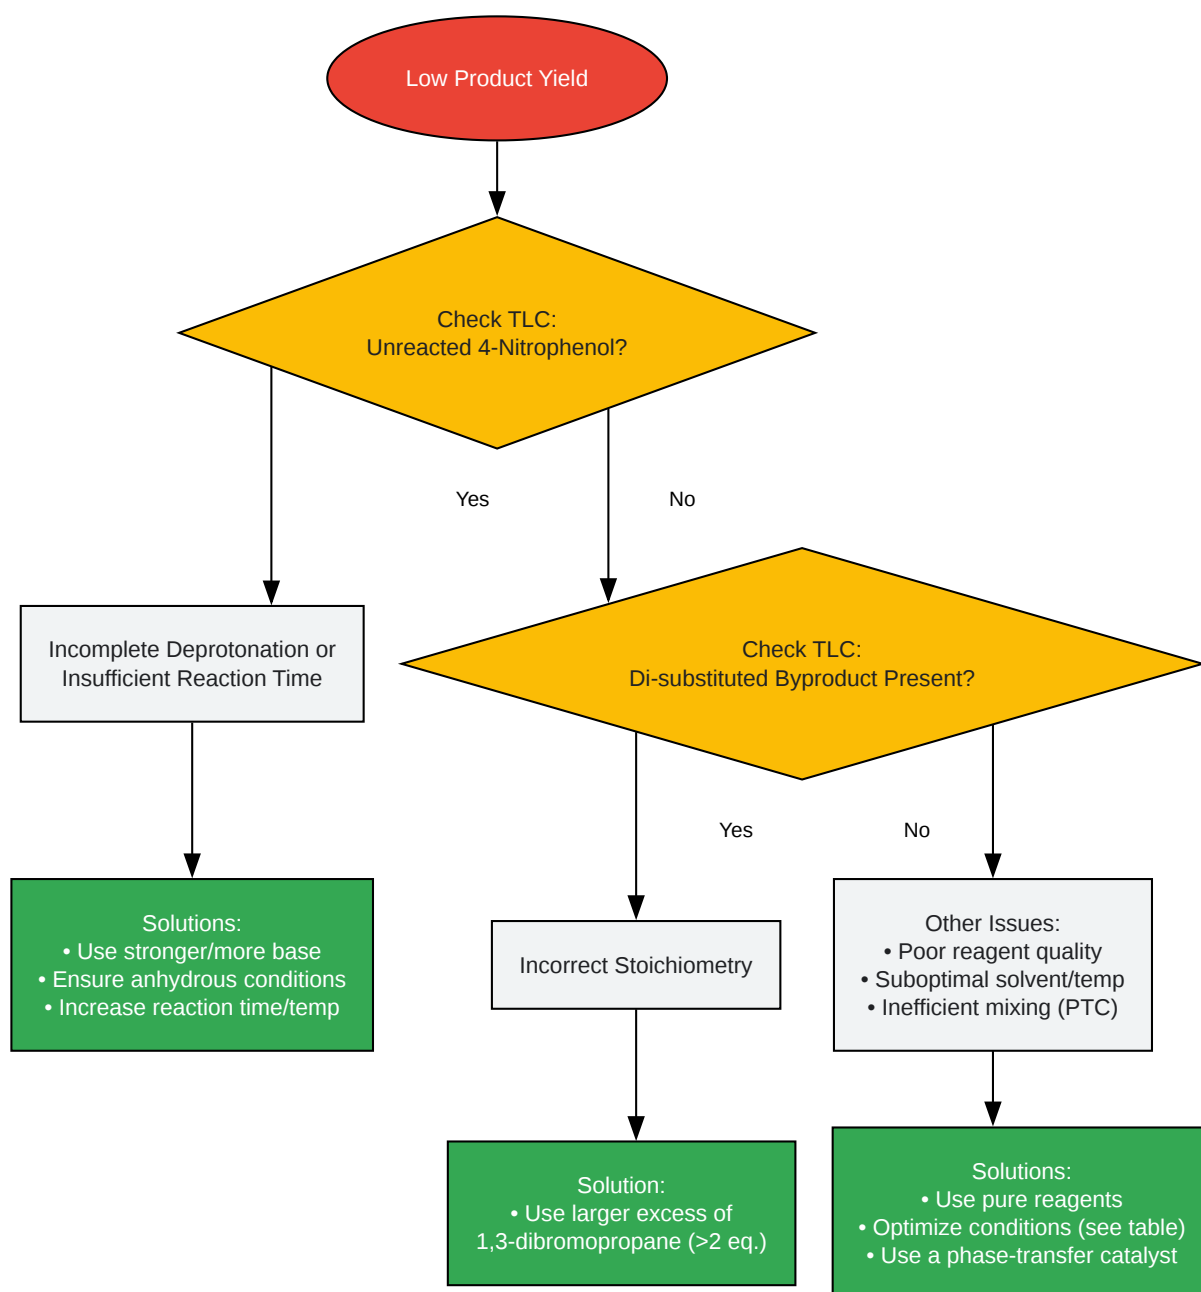 Low Product Yield
Check TLC:
Unreacted 4-Nitrophenol?
Yes
No
Incomplete Deprotonation or
Insufficient Reaction Time
Check TLC:
Di-substituted Byproduct Present?
Yes
No
Solutions:
• Use stronger/more base
• Ensure anhydrous conditions
• Increase reaction time/temp
Incorrect Stoichiometry
Other Issues:
• Poor reagent quality
• Suboptimal solvent/temp
• Inefficient mixing (PTC)
Solution:
• Use larger excess of
1,3-dibromopropane (>2 eq.)
Solutions:
• Use pure reagents
• Optimize conditions (see table)
• Use a phase-transfer catalyst